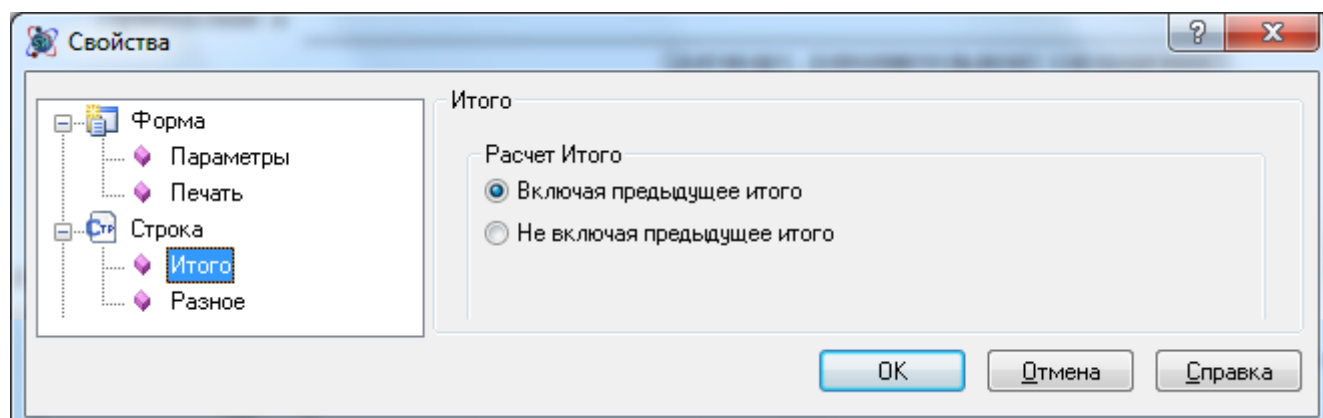 Свойства
Форма
Параметры
Печать
Строка
Итого
Разное
Итого
Расчет Итого
Включая предыдущее итого
Не включая предыдущее итого
OK
Отмена
Справка